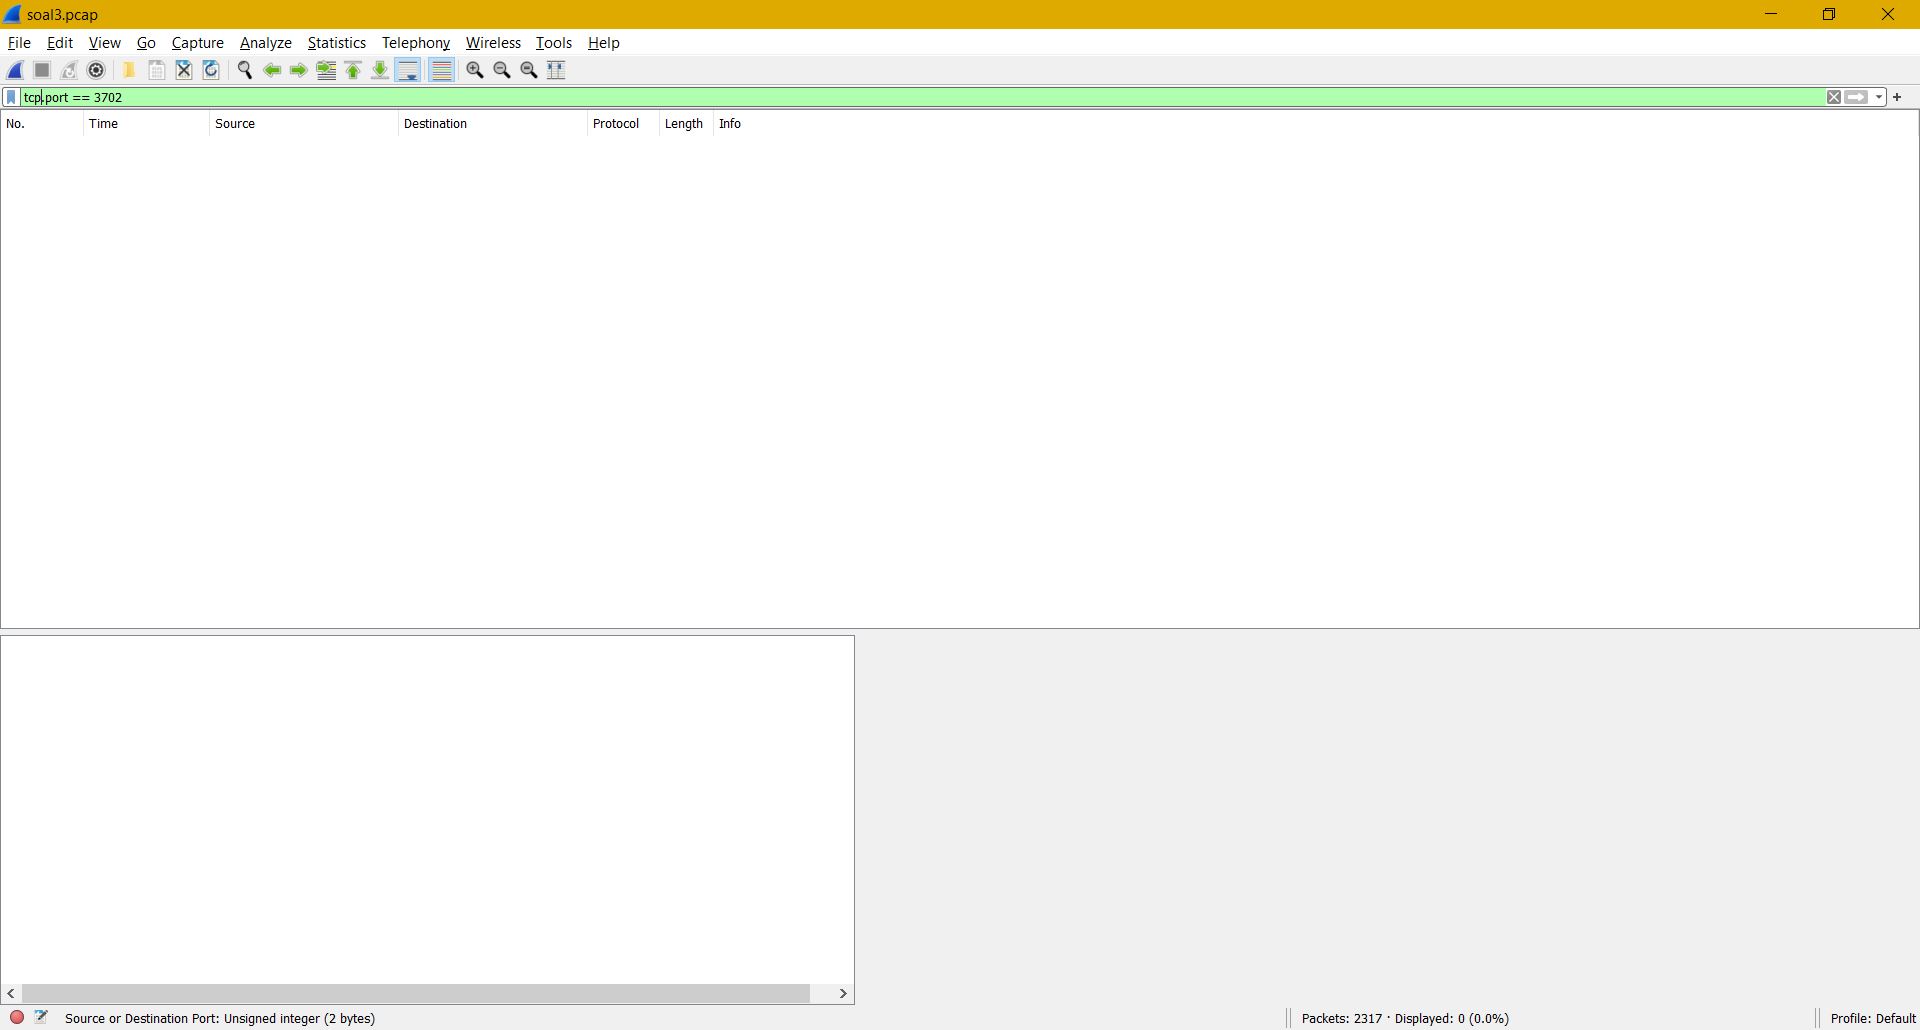 soal3.pcap
File Edit View Go Capture Analyze Statistics Telephony Wireless Tools Help
tcp.port == 3702
No. Time Source Destination Protocol Length Info
Source or Destination Port: Unsigned integer (2 bytes) Packets: 2317 · Displayed: 0 (0.0%) Profile: Default